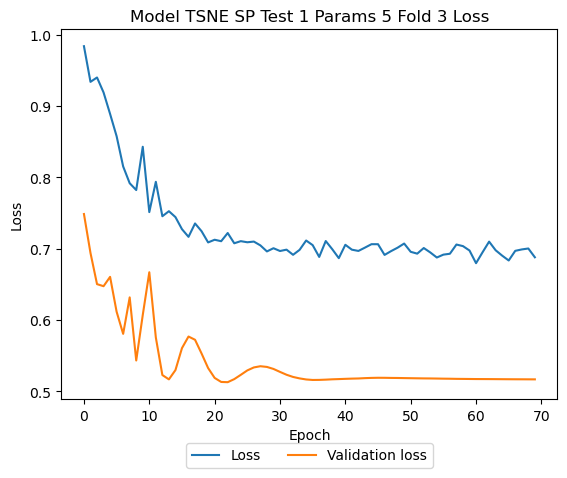 Model TSNE SP Test 1 Params 5 Fold 3 Loss
1.0
0.9
0.8
0.7
0.6
0.5
Loss
0 10 20 30 40 50 60 70
Epoch
Loss Validation loss